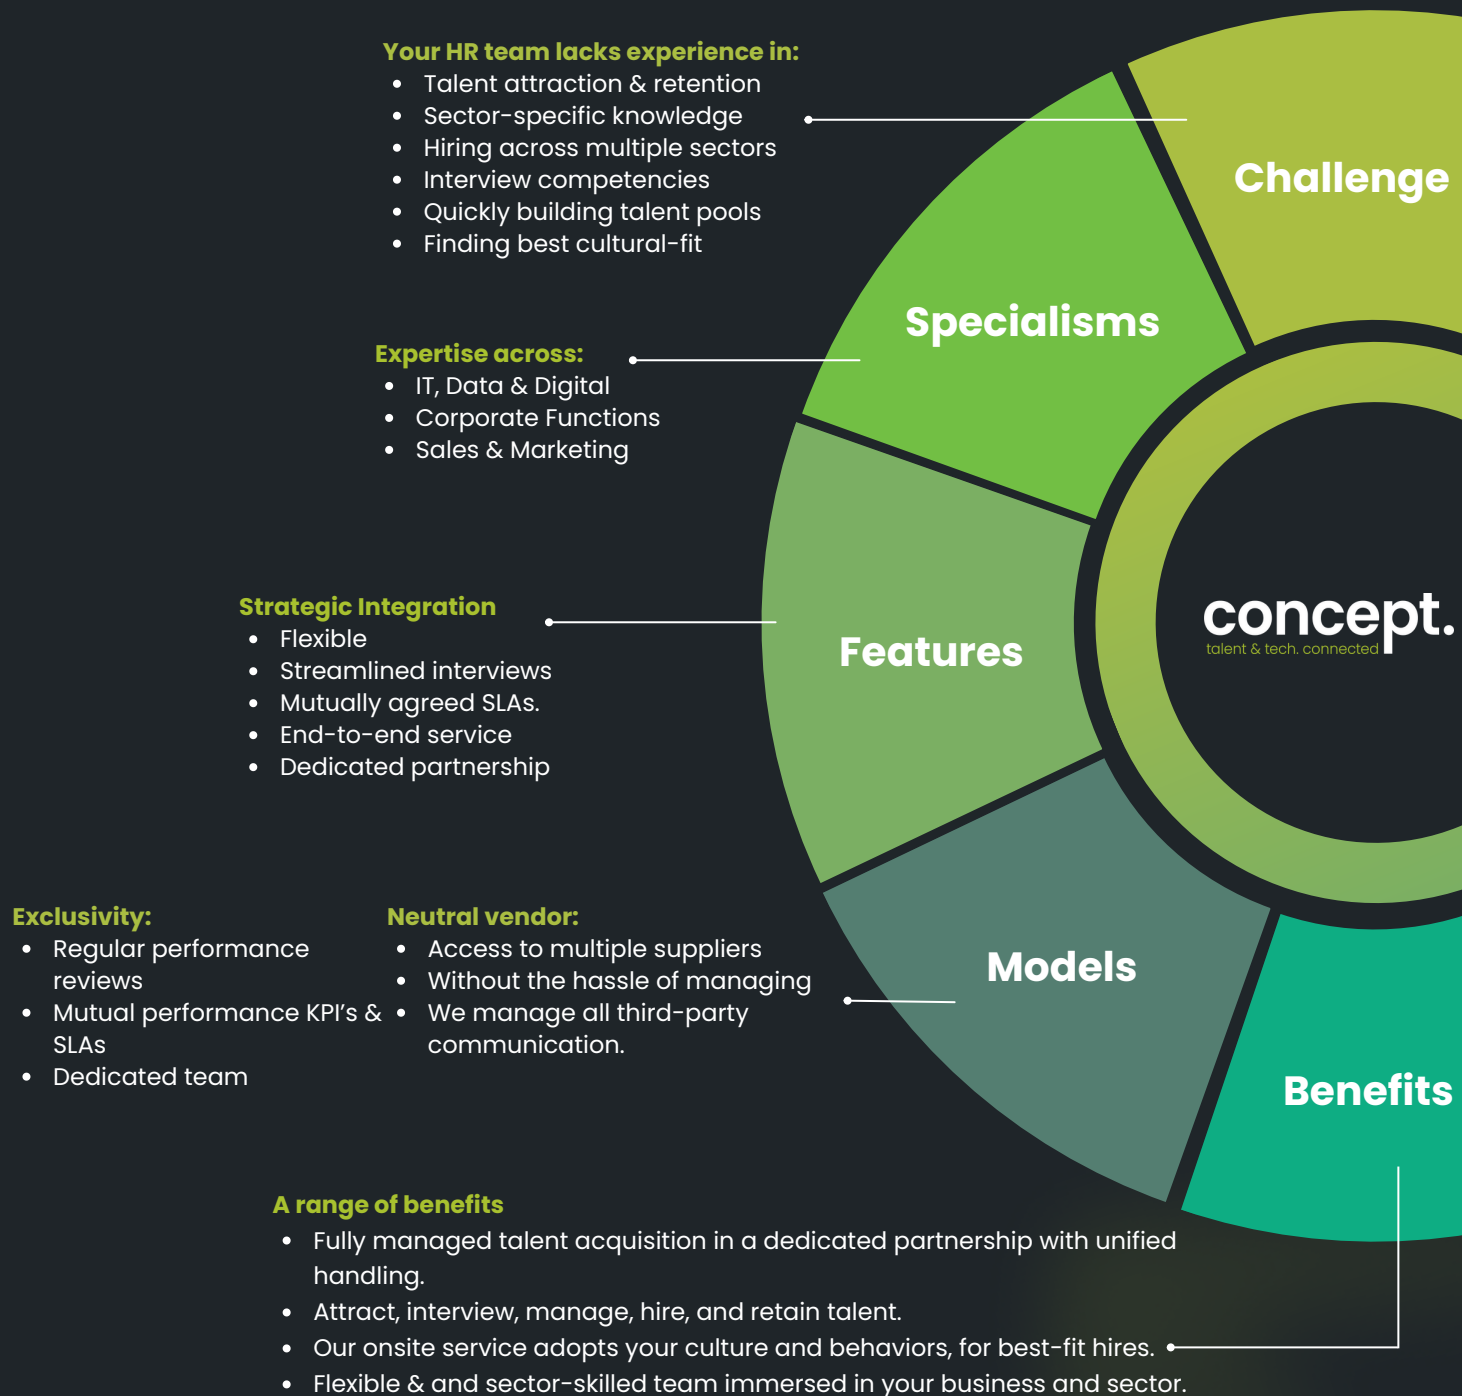 Your HR team lacks experience in:
• Talent attraction & retention
• Sector-specific knowledge
• Hiring across multiple sectors
• Interview competencies
• Quickly building talent pools
• Finding best cultural-fit
Challenge
Specialisms
Expertise across:
• IT, Data & Digital
• Corporate Functions
• Sales & Marketing
Strategic Integration
• Flexible
• Streamlined interviews
• Mutually agreed SLAs.
• End-to-end service
• Dedicated partnership
Features
concept.
talent & tech. connected
Exclusivity:
• Regular performance
reviews
• Mutual performance KPI’s &
SLAs
• Dedicated team
Neutral vendor:
• Access to multiple suppliers
• Without the hassle of managing
• We manage all third-party
communication.
Models
Benefits
A range of benefits
• Fully managed talent acquisition in a dedicated partnership with unified
handling.
• Attract, interview, manage, hire, and retain talent.
• Our onsite service adopts your culture and behaviors, for best-fit hires.
• Flexible & and sector-skilled team immersed in your business and sector.